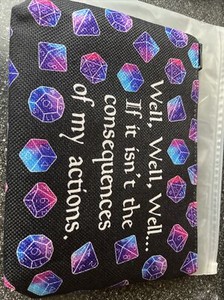 Well, Well, Well...
If it isn't the
consequences
of my actions.